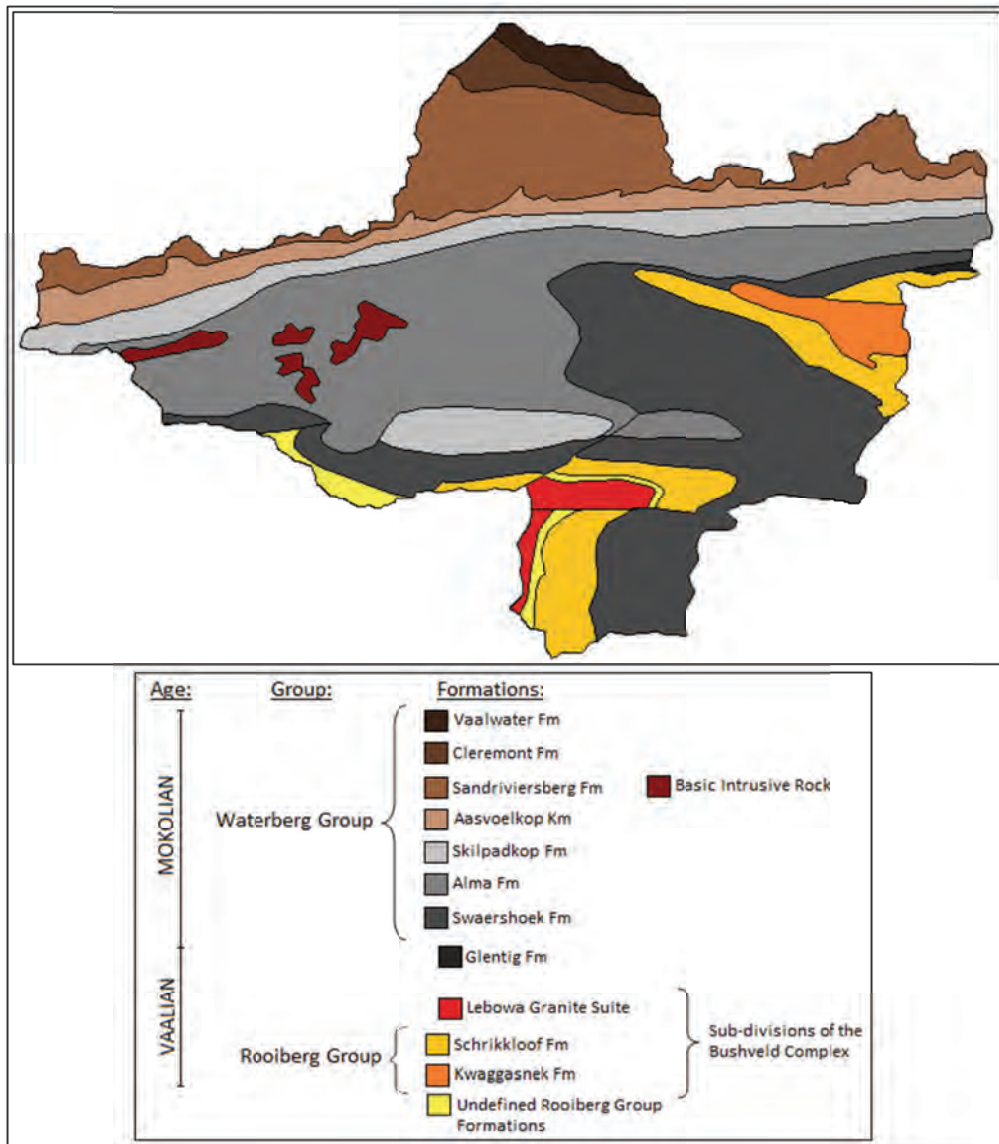 Age:
Group:
Formations:
Vaalwater Fm
Cleremont Fm
Sandriviersberg Fm
Basic Intrusive Rock
Aasvoelkop Km
Waterberg Group
Skilpadkop Fm
Alma Fm
Swaershoek Fm
MOKOLIAN
Glentig Fm
Lebowa Granite Suite
VAALIAN
Schrikkloof Fm
Rooiberg Group
Kwaggasnek Fm
Sub-divisions of the
Bushveld Complex
Undefined Rooiberg Group
Formations